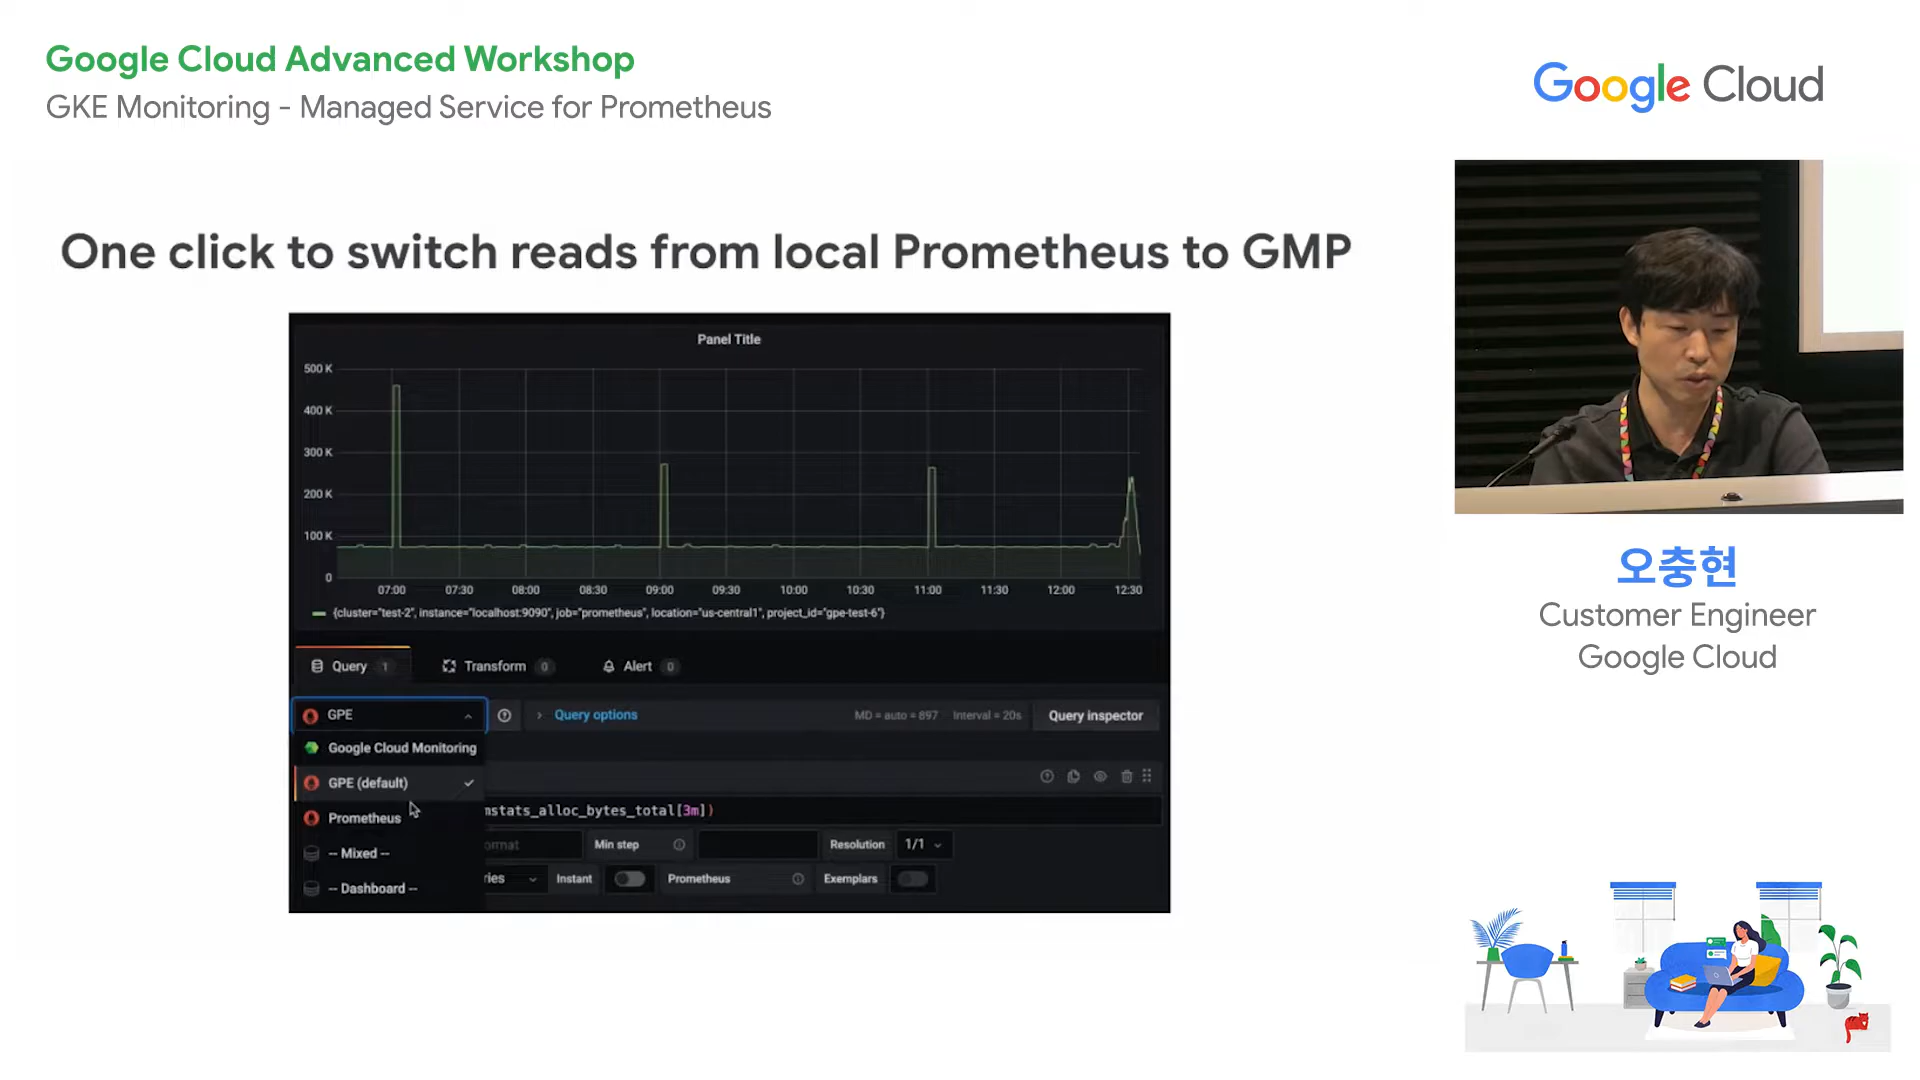 Google Cloud Advanced Workshop
GKE Monitoring - Managed Service for Prometheus
Google Cloud
One click to switch reads from local Prometheus to GMP
Panel Title
500 K
400 K
300 K
200 K
100 K
0
07:00 07:30 08:00 08:30 09:00 09:30 10:00 10:30 11:00 11:30 12:00 12:30
{cluster="test-2", instance="localhost:9090", job="prometheus", location="us-central1", project_id="gpe-test-6"}
Query 1 Transform 0 Alert 0
GPE Query options MD = auto = 897 Interval = 20s Query inspector
Google Cloud Monitoring
GPE (default)
Prometheus
-- Mixed --
-- Dashboard --
mstats_alloc_bytes_total[3m])
ormat Min step Resolution 1/1
ries Instant Prometheus Exemplars
오충현
Customer Engineer
Google Cloud